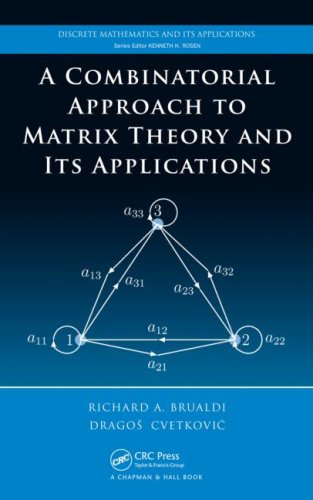 DISCRETE MATHEMATICS AND ITS APPLICATIONS
Series Editor KENNETH H. ROSEN
A COMBINATORIAL
APPROACH TO
MATRIX THEORY AND
ITS APPLICATIONS
a33 3
a13 a31 a23 a32
a11 1 a12 2 a22
a21
RICHARD A. BRUALDI
DRAGOŠ CVETKOVIĆ
CRC CRC Press
Taylor & Francis Group
A CHAPMAN & HALL BOOK